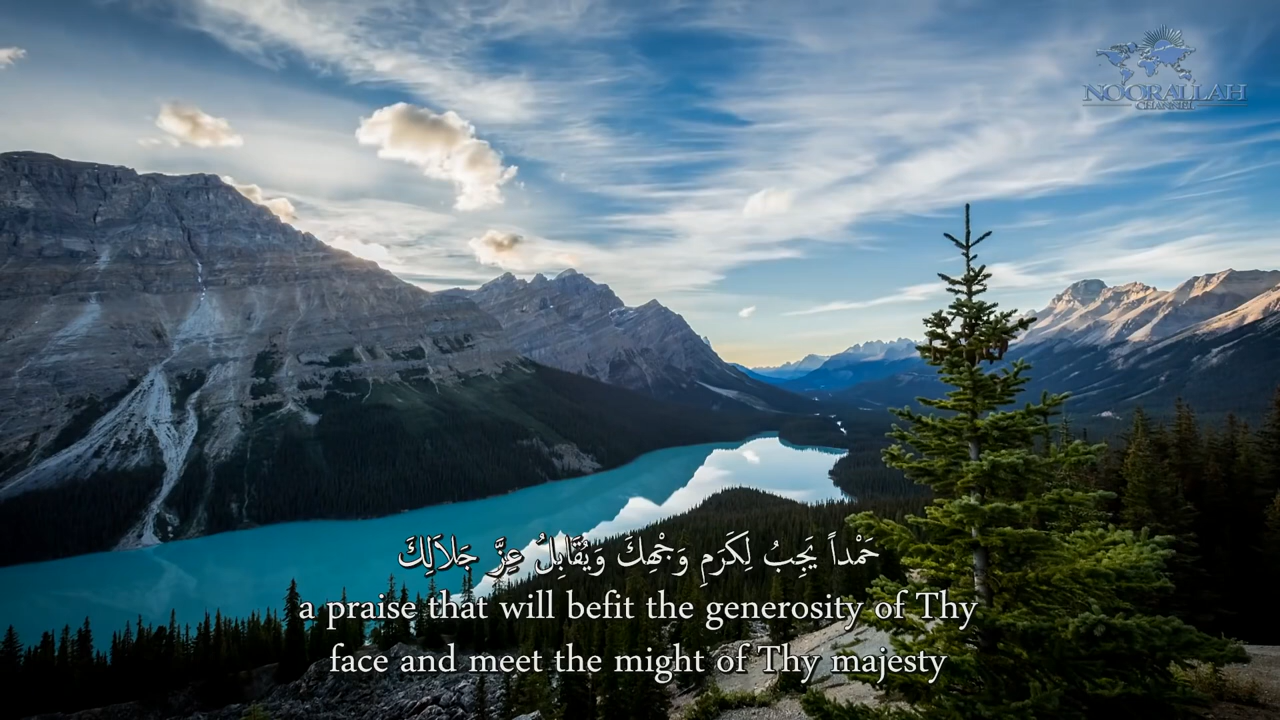 NOORALLAH
CHANNEL
حَمْداً يَجِبُ لِكَرَمِ وَجْهِكَ وَيُقَابِلُ عِزَّ جَلاَلِكَ
a praise that will befit the generosity of Thy
face and meet the might of Thy majesty